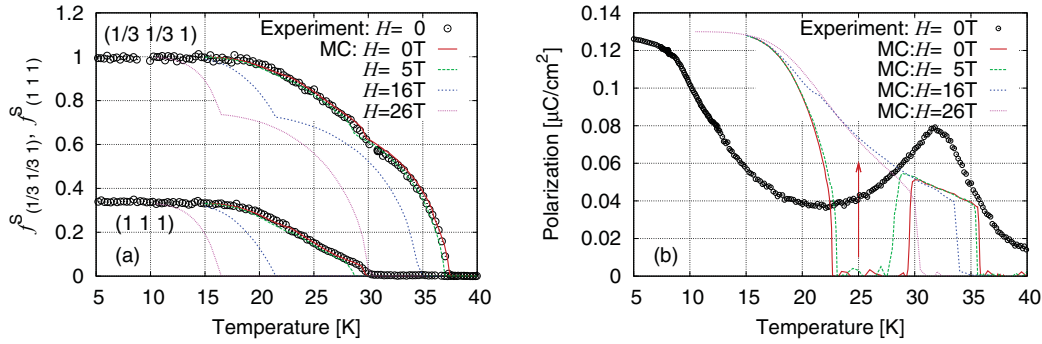 (1/3 1/3 1)
Experiment: H= 0
MC: H= 0T
H= 5T
H=16T
H=26T
(1 1 1)
(a)
f^S_(1/3 1/3 1), f^S_(1 1 1)
0
0.2
0.4
0.6
0.8
1
1.2
5 10 15 20 25 30 35 40
Temperature [K]
Experiment: H= 0
MC:H= 0T
MC:H= 5T
MC:H=16T
MC:H=26T
(b)
Polarization [μC/cm²]
0
0.02
0.04
0.06
0.08
0.10
0.12
0.14
5 10 15 20 25 30 35 40
Temperature [K]